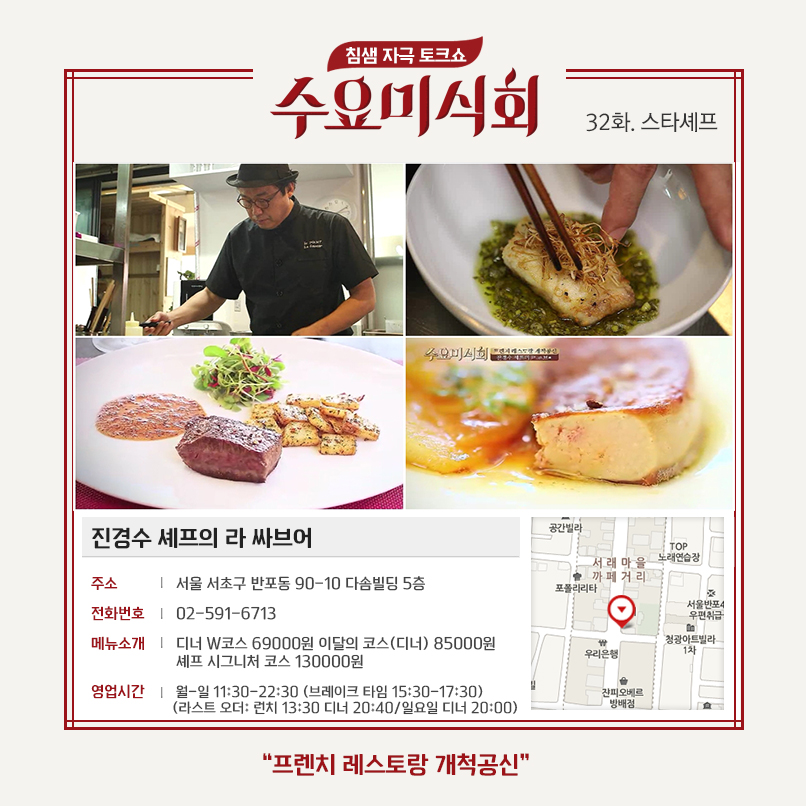 침샘 자극 토크쇼
수요미식회
32화. 스타셰프
수요미식회
진경수 셰프의 라 싸브어
주소 | 서울 서초구 반포동 90-10 다솜빌딩 5층
전화번호 | 02-591-6713
메뉴소개 | 디너 W코스 69000원 이달의 코스(디너) 85000원
셰프 시그니처 코스 130000원
영업시간 | 월-일 11:30-22:30 (브레이크 타임 15:30-17:30)
(라스트 오더: 런치 13:30 디너 20:40/일요일 디너 20:00)
공간빌라
TOP
노래연습장
서래마을
까페거리
포폴리리타
서울반포4
우편취급
청광아트빌라
1차
우리은행
쟌피오베르
방배점
“프렌치 레스토랑 개척공신”